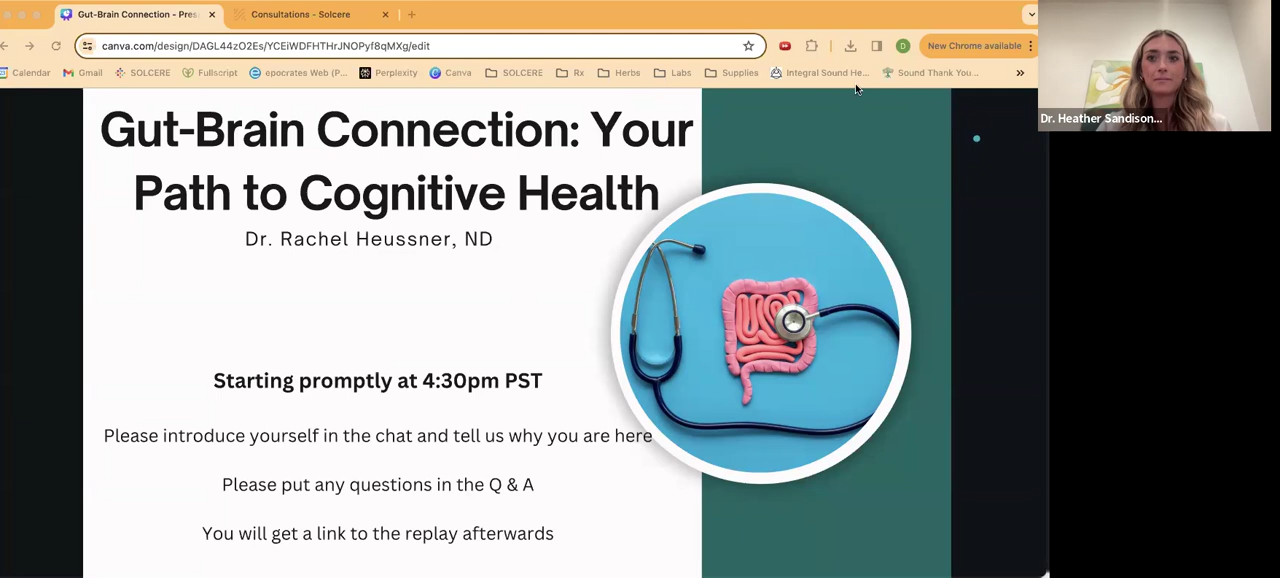 Gut-Brain Connection - Pres
Consultations - Solcere
canva.com/design/DAGL44zO2Es/YCEiWDFHTHrJNOPyf8qMXg/edit
D
New Chrome available
Calendar
Gmail
SOLCERE
Fullscript
epocrates Web (P...
Perplexity
Canva
SOLCERE
Rx
Herbs
Labs
Supplies
Integral Sound He...
Sound Thank You...
Dr. Heather Sandison...
Gut-Brain Connection: Your
Path to Cognitive Health
Dr. Rachel Heussner, ND
Starting promptly at 4:30pm PST
Please introduce yourself in the chat and tell us why you are here
Please put any questions in the Q & A
You will get a link to the replay afterwards